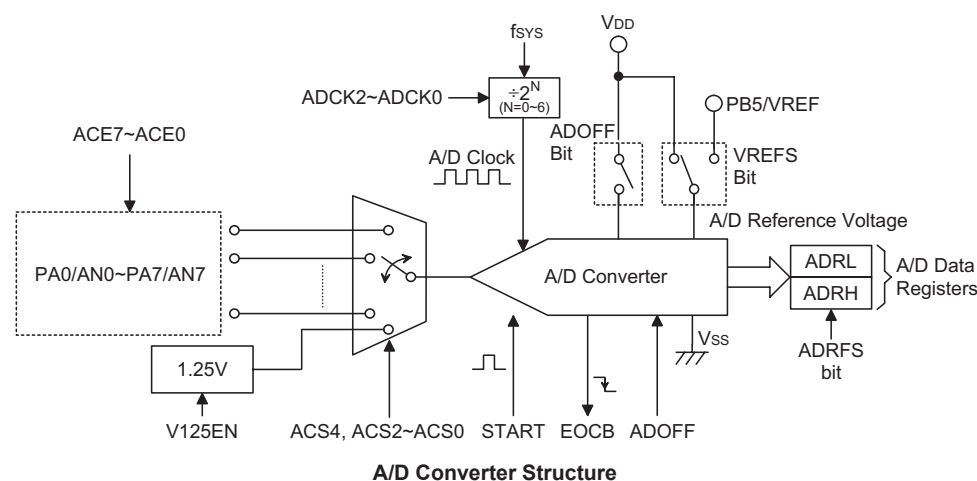 fSYS
VDD
ADCK2~ADCK0
÷2^N
(N=0~6)
PB5/VREF
ACE7~ACE0
ADOFF
Bit
VREFS
Bit
A/D Clock
A/D Reference Voltage
PA0/AN0~PA7/AN7
A/D Converter
ADRL
ADRH
A/D Data
Registers
1.25V
VSS
ADRFS
bit
V125EN
ACS4, ACS2~ACS0
START
EOCB
ADOFF
A/D Converter Structure